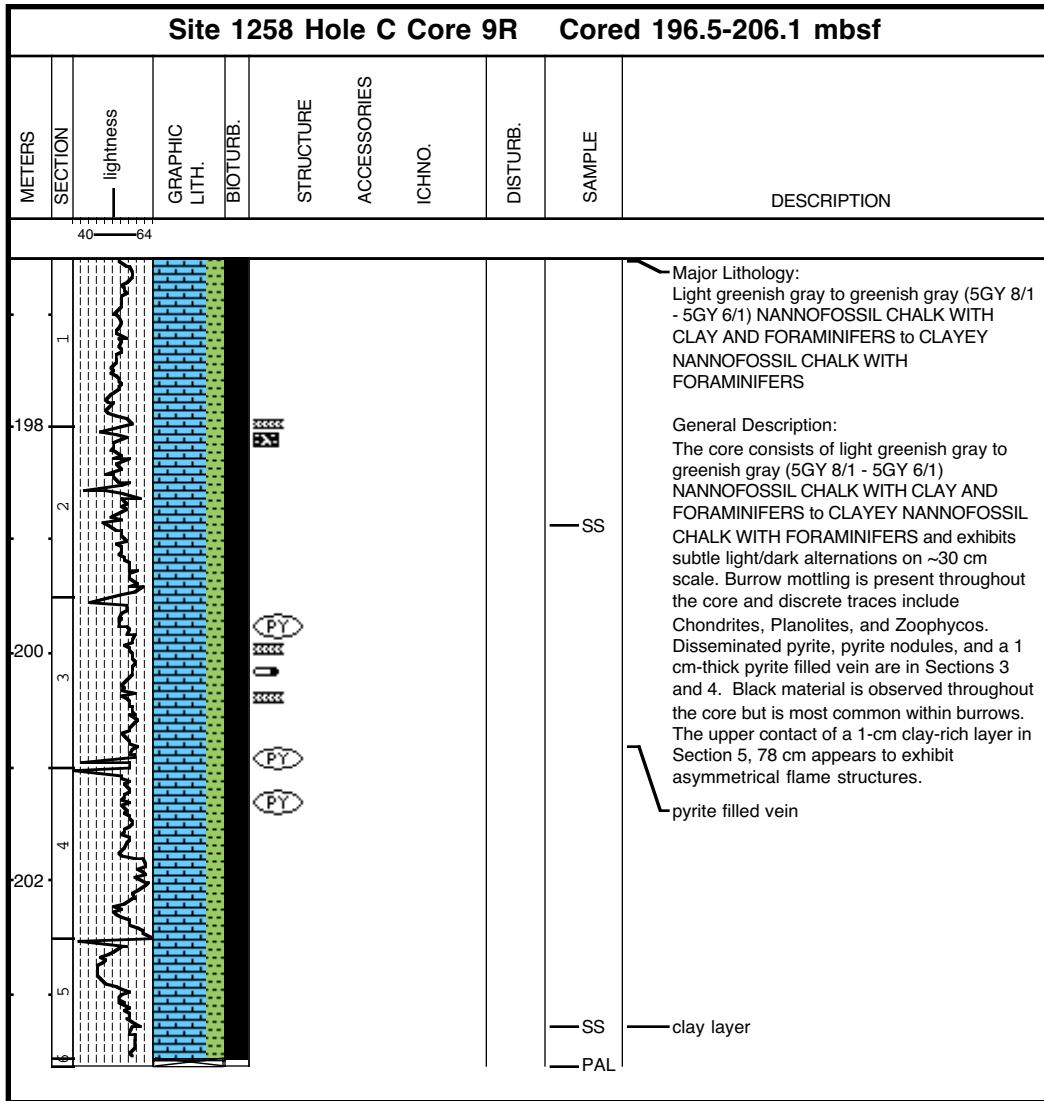 Site 1258 Hole C Core 9R Cored 196.5-206.1 mbsf
METERS
SECTION
lightness
GRAPHIC
LITH.
BIOTURB.
STRUCTURE
ACCESSORIES
ICHNO.
DISTURB.
SAMPLE
DESCRIPTION
40 64
1
198
2
200
3
4
202
5
6
PY
PY
PY
SS
SS
PAL
Major Lithology:
Light greenish gray to greenish gray (5GY 8/1
- 5GY 6/1) NANNOFOSSIL CHALK WITH
CLAY AND FORAMINIFERS to CLAYEY
NANNOFOSSIL CHALK WITH
FORAMINIFERS
General Description:
The core consists of light greenish gray to
greenish gray (5GY 8/1 - 5GY 6/1)
NANNOFOSSIL CHALK WITH CLAY AND
FORAMINIFERS to CLAYEY NANNOFOSSIL
CHALK WITH FORAMINIFERS and exhibits
subtle light/dark alternations on ~30 cm
scale. Burrow mottling is present throughout
the core and discrete traces include
Chondrites, Planolites, and Zoophycos.
Disseminated pyrite, pyrite nodules, and a 1
cm-thick pyrite filled vein are in Sections 3
and 4. Black material is observed throughout
the core but is most common within burrows.
The upper contact of a 1-cm clay-rich layer in
Section 5, 78 cm appears to exhibit
asymmetrical flame structures.
pyrite filled vein
clay layer